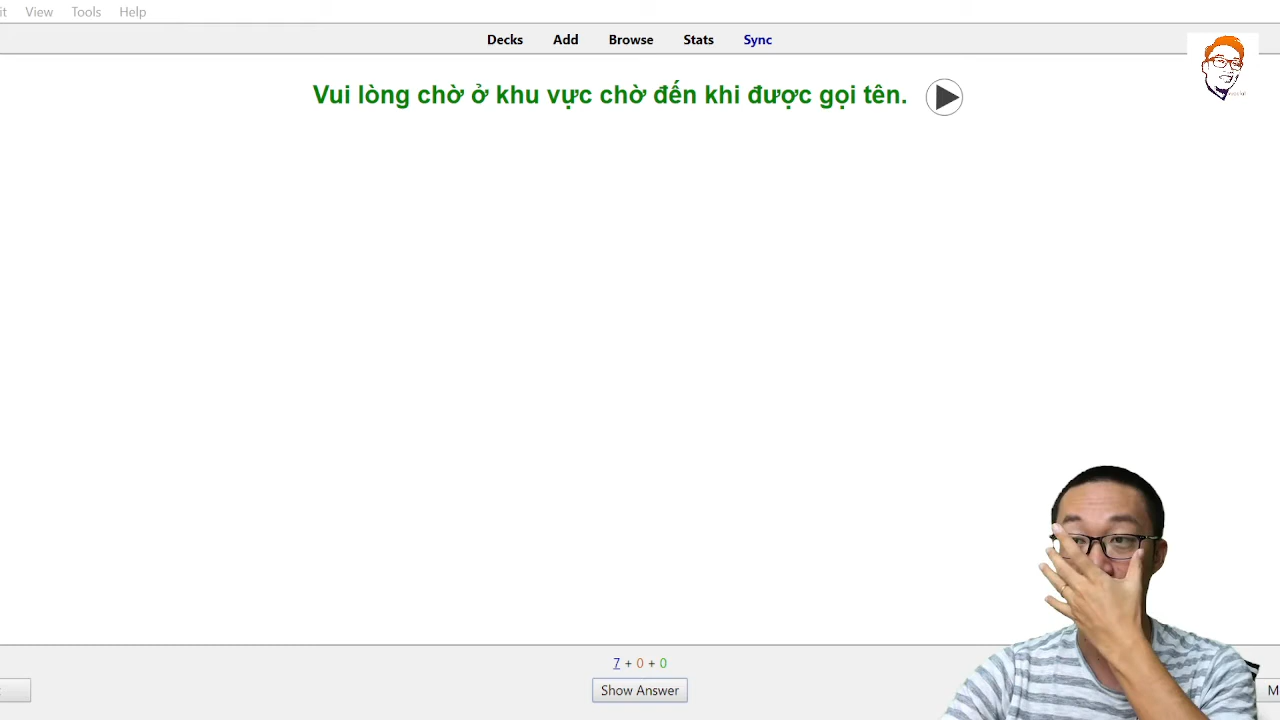 View Tools Help
Decks Add Browse Stats Sync
Vui lòng chờ ở khu vực chờ đến khi được gọi tên.
7 + 0 + 0
Show Answer